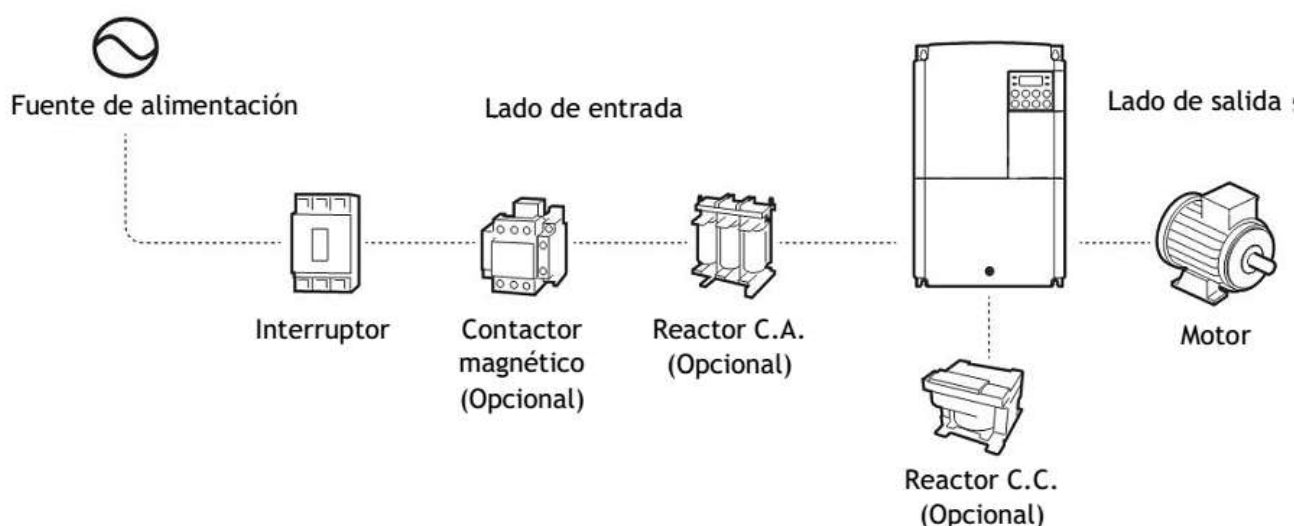 Fuente de alimentación
Lado de entrada
Lado de salida
Interruptor
Contactor
magnético
(Opcional)
Reactor C.A.
(Opcional)
Motor
Reactor C.C.
(Opcional)